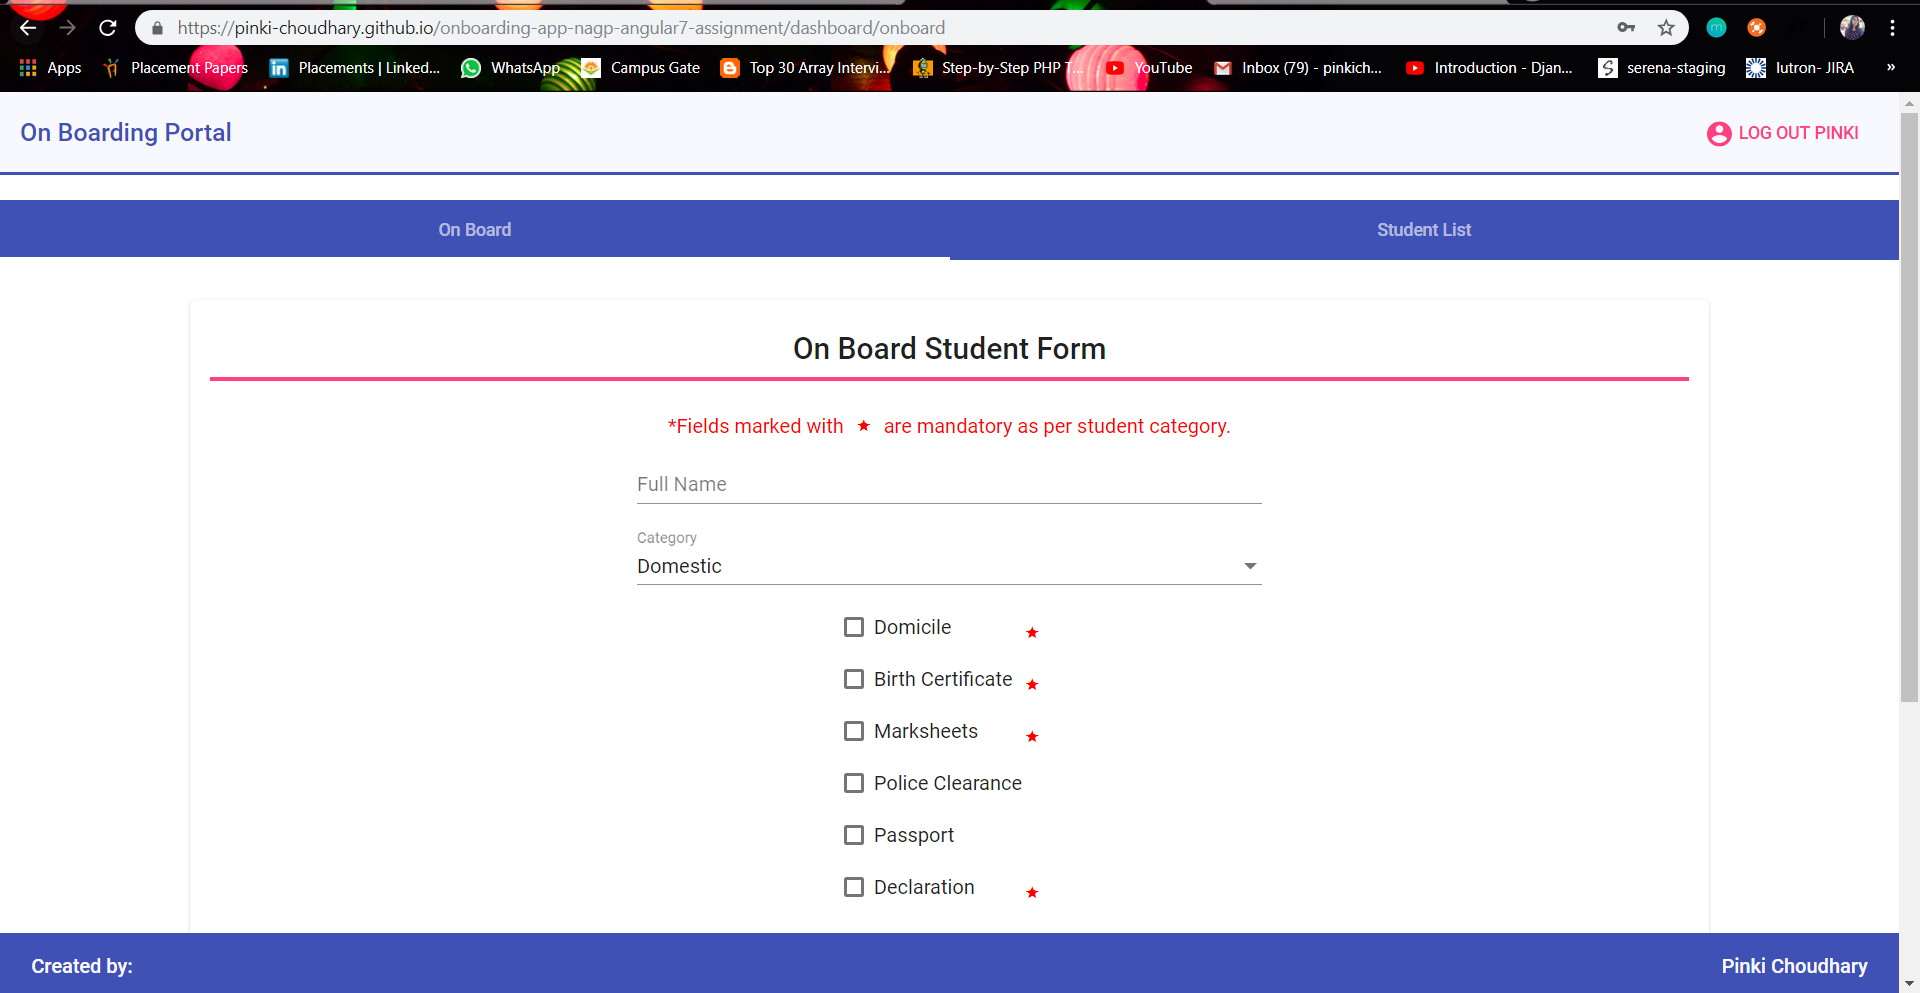 https://pinki-choudhary.github.io/onboarding-app-nagp-angular7-assignment/dashboard/onboard
m
Apps Placement Papers Placements | Linked... WhatsApp Campus Gate Top 30 Array Intervi... Step-by-Step PHP T... YouTube Inbox (79) - pinkich... Introduction - Djan... serena-staging Iutron- JIRA »
On Boarding Portal LOG OUT PINKI
On Board Student List
On Board Student Form
*Fields marked with ★ are mandatory as per student category.
Full Name
Category
Domestic
Domicile ★
Birth Certificate ★
Marksheets ★
Police Clearance
Passport
Declaration ★
Created by: Pinki Choudhary